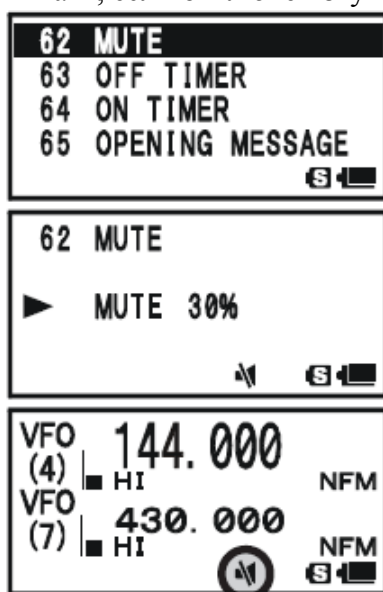 62 MUTE
63 OFF TIMER
64 ON TIMER
65 OPENING MESSAGE
S
62 MUTE
MUTE 30%
S
VFO
(4) 144.000
HI NFM
VFO
(7) 430.000
HI NFM
S